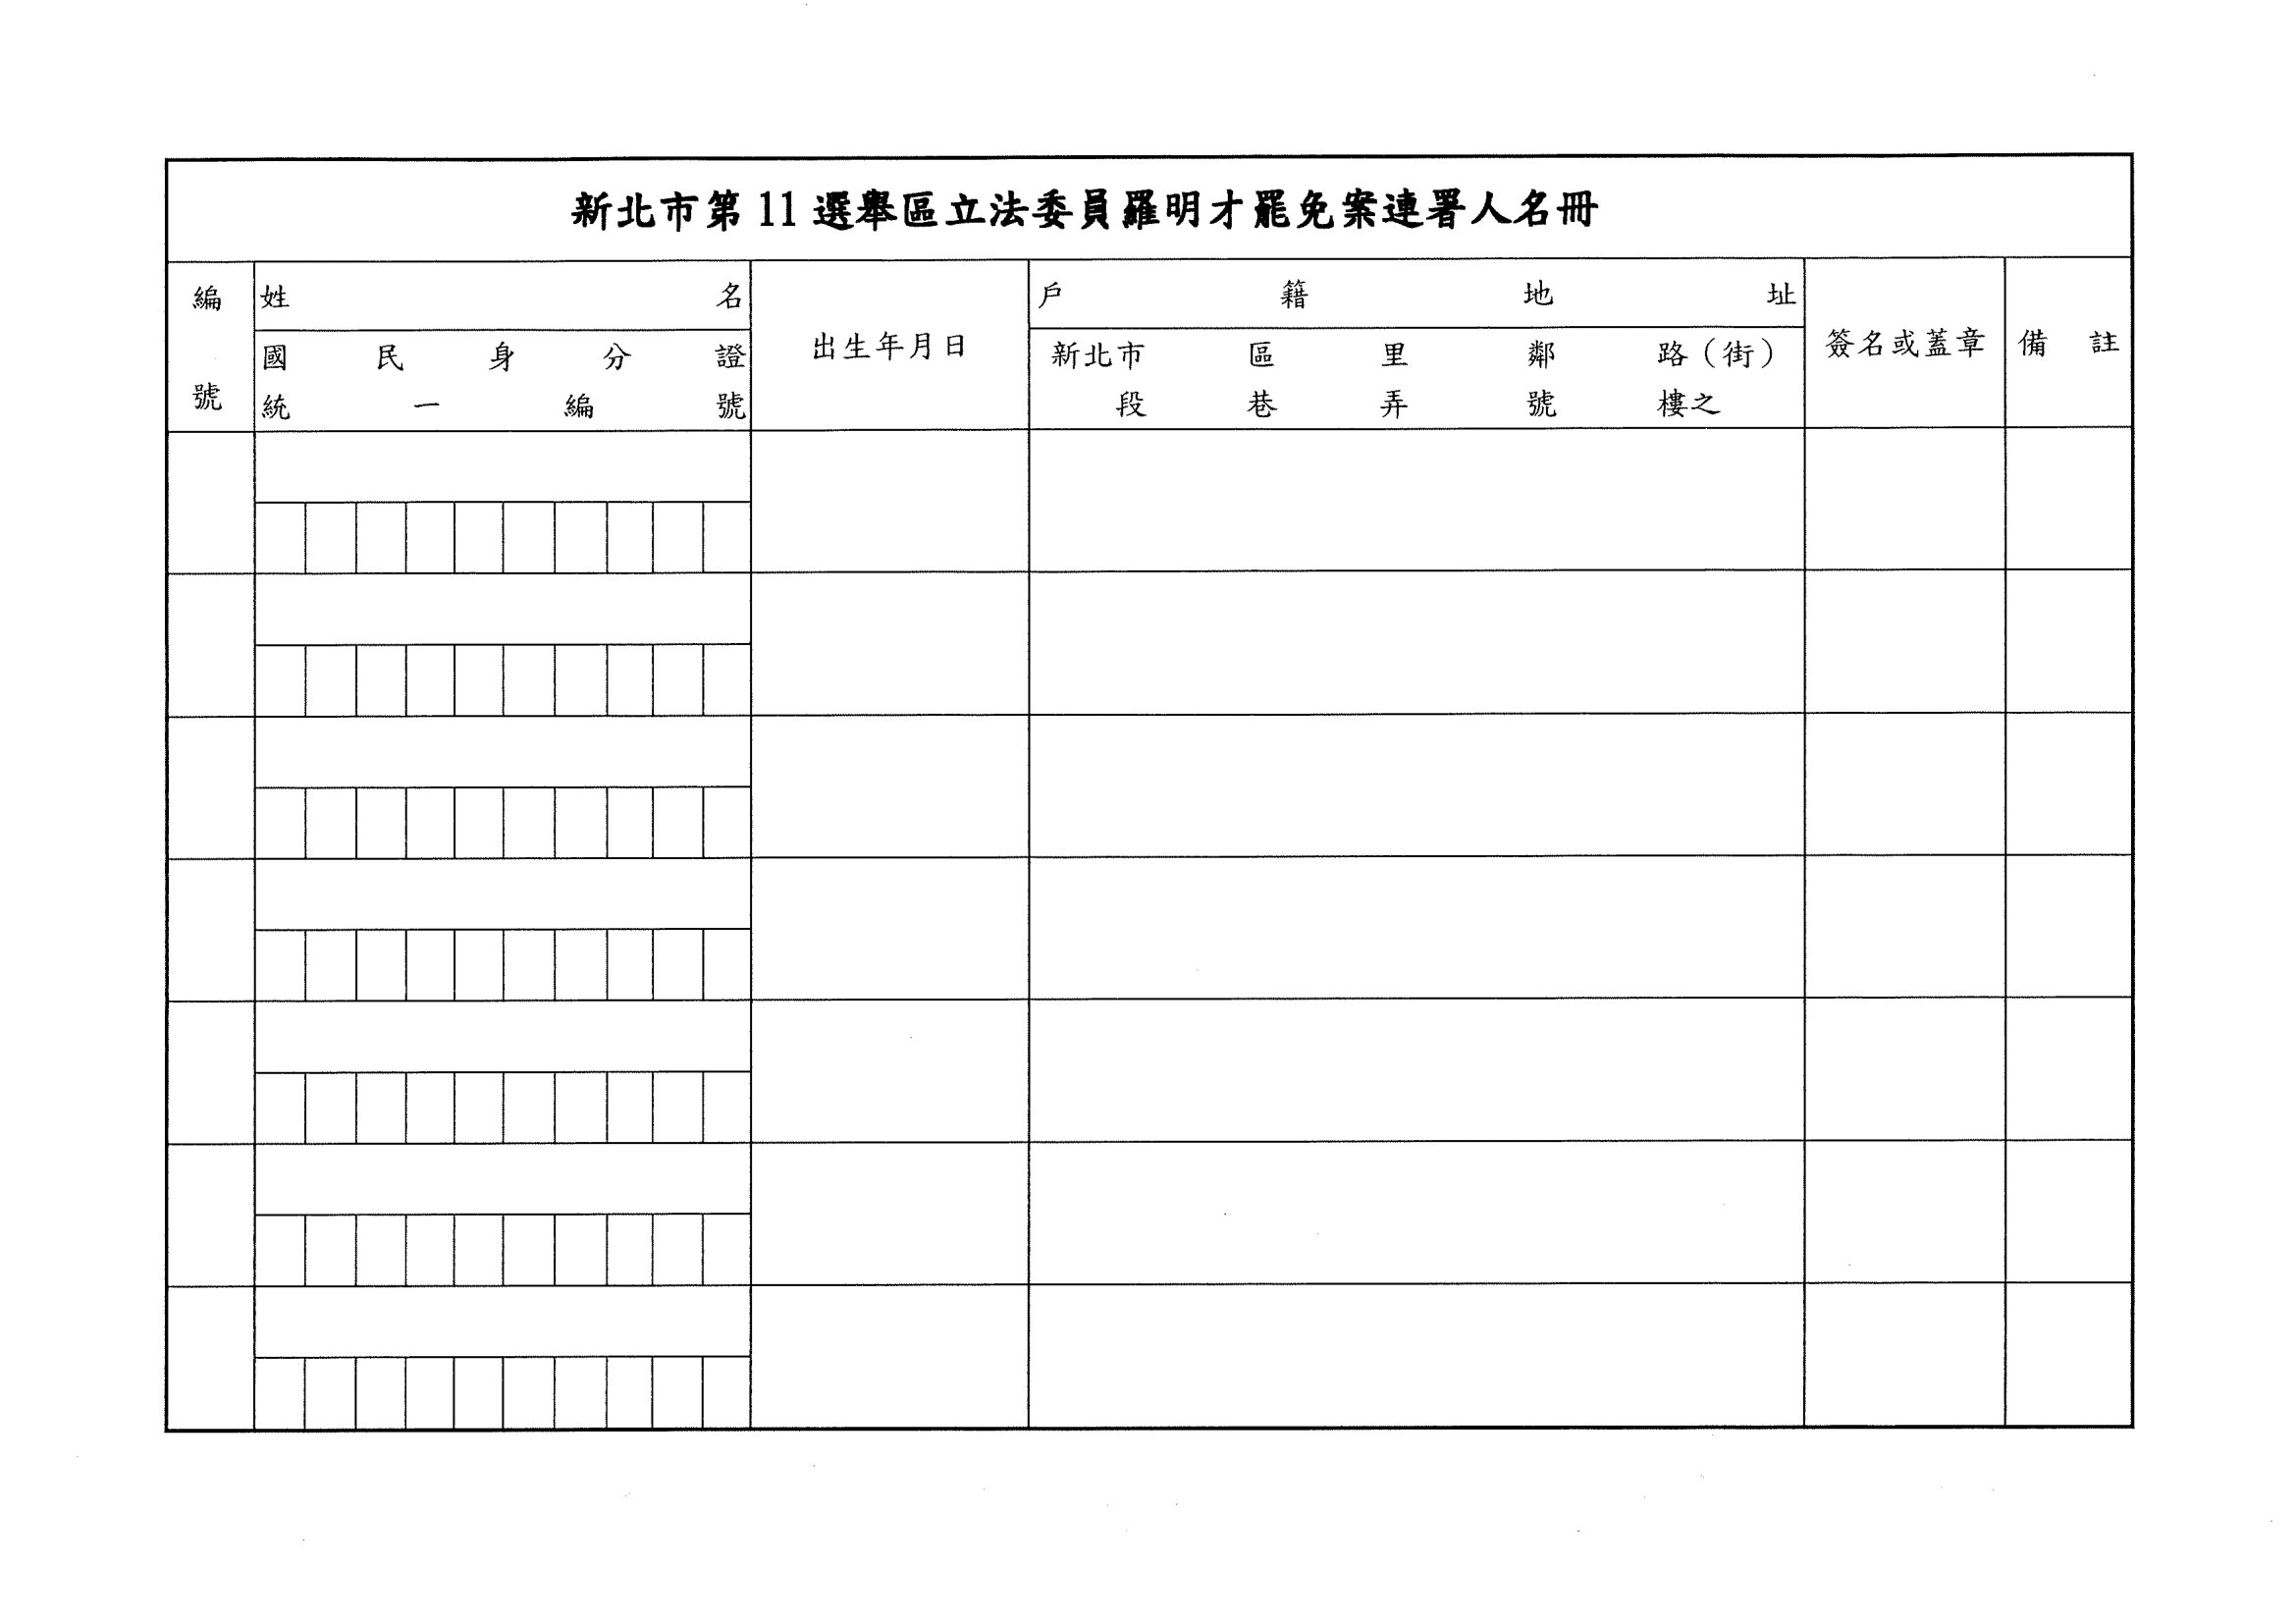 新北市第11選舉區立法委員羅明才罷免案連署人名冊
編號
姓名
國民身分證
統一編號
出生年月日
戶籍地址
新北市 區 里 鄰 路（街）
段 巷 弄 號 樓之
簽名或蓋章
備註